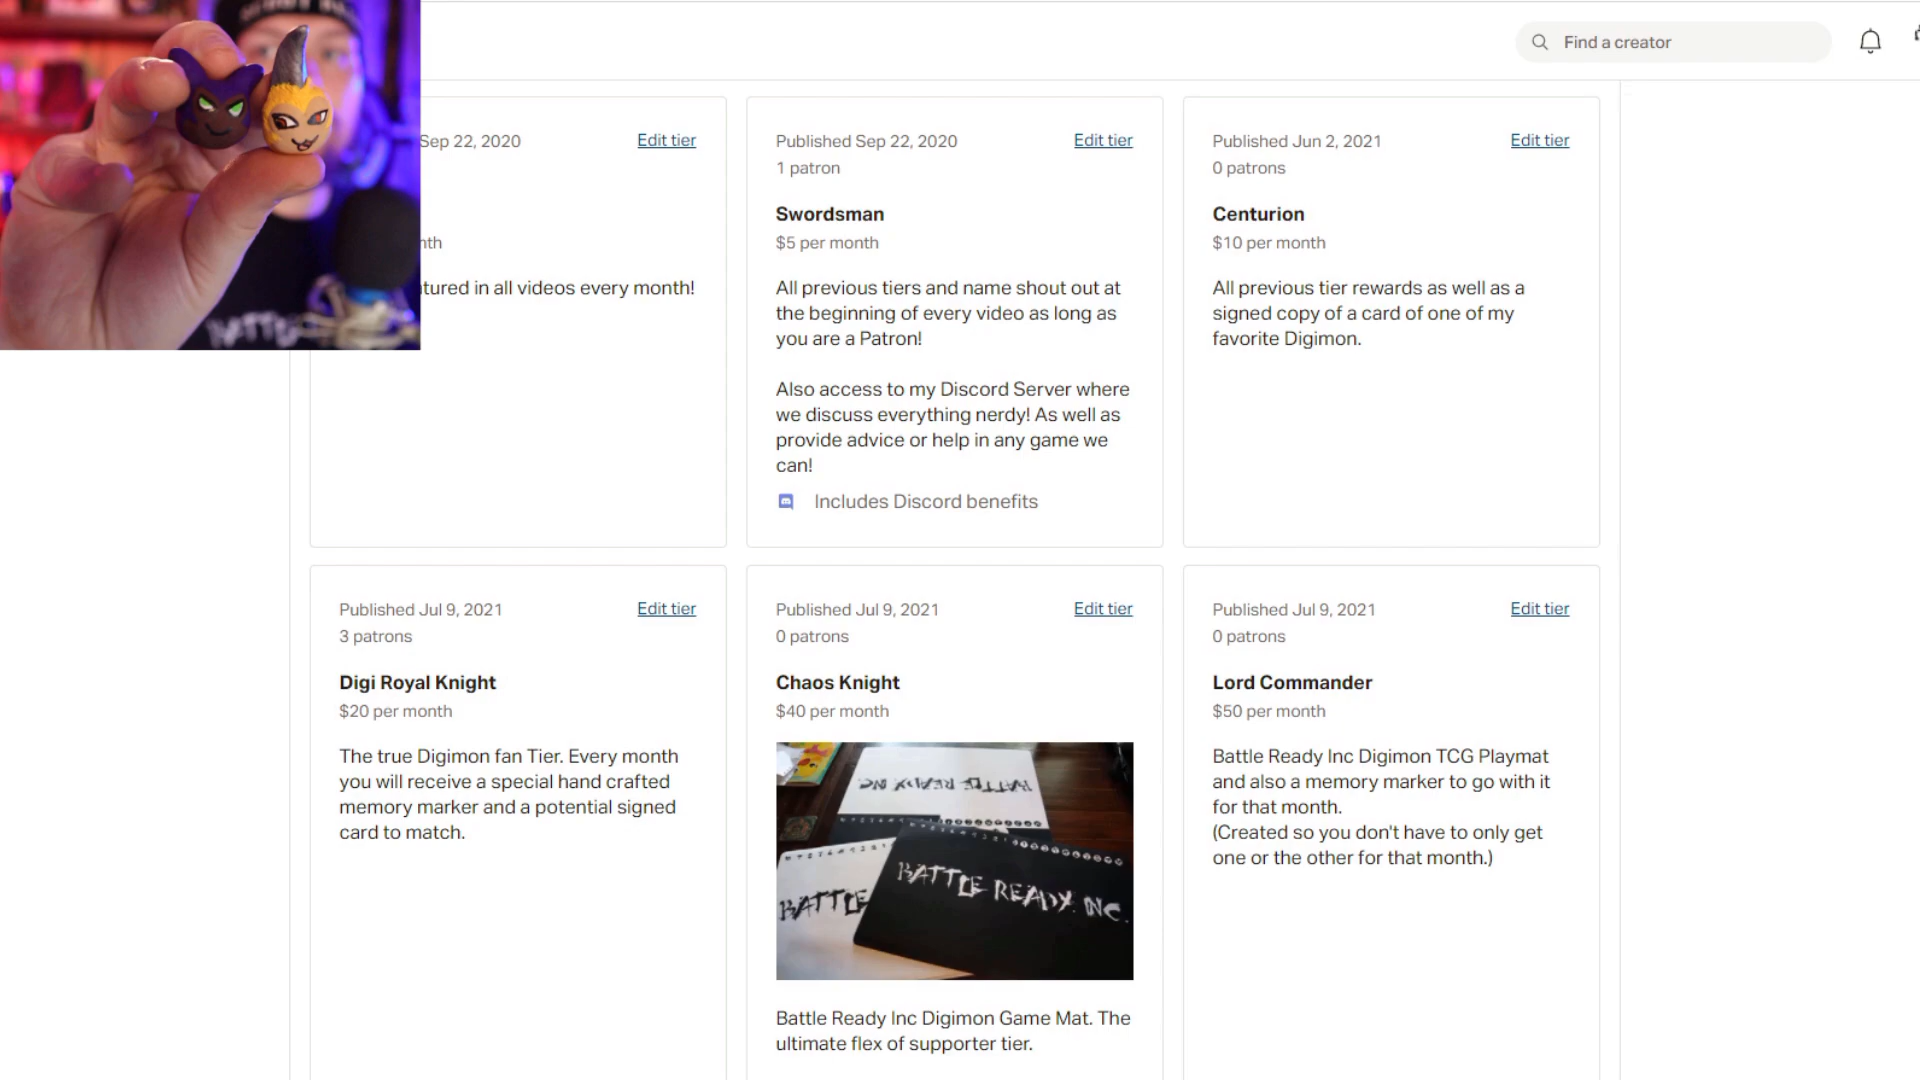 Find a creator
Sep 22, 2020
Edit tier
tured in all videos every month!
Published Sep 22, 2020
Edit tier
1 patron
Swordsman
$5 per month
All previous tiers and name shout out at
the beginning of every video as long as
you are a Patron!
Also access to my Discord Server where
we discuss everything nerdy! As well as
provide advice or help in any game we
can!
Includes Discord benefits
Published Jun 2, 2021
Edit tier
0 patrons
Centurion
$10 per month
All previous tier rewards as well as a
signed copy of a card of one of my
favorite Digimon.
Published Jul 9, 2021
Edit tier
3 patrons
Digi Royal Knight
$20 per month
The true Digimon fan Tier. Every month
you will receive a special hand crafted
memory marker and a potential signed
card to match.
Published Jul 9, 2021
Edit tier
0 patrons
Chaos Knight
$40 per month
BATTLE READY INC.
BATTLE
BATTLE READY. INC.
Battle Ready Inc Digimon Game Mat. The
ultimate flex of supporter tier.
Published Jul 9, 2021
Edit tier
0 patrons
Lord Commander
$50 per month
Battle Ready Inc Digimon TCG Playmat
and also a memory marker to go with it
for that month.
(Created so you don't have to only get
one or the other for that month.)